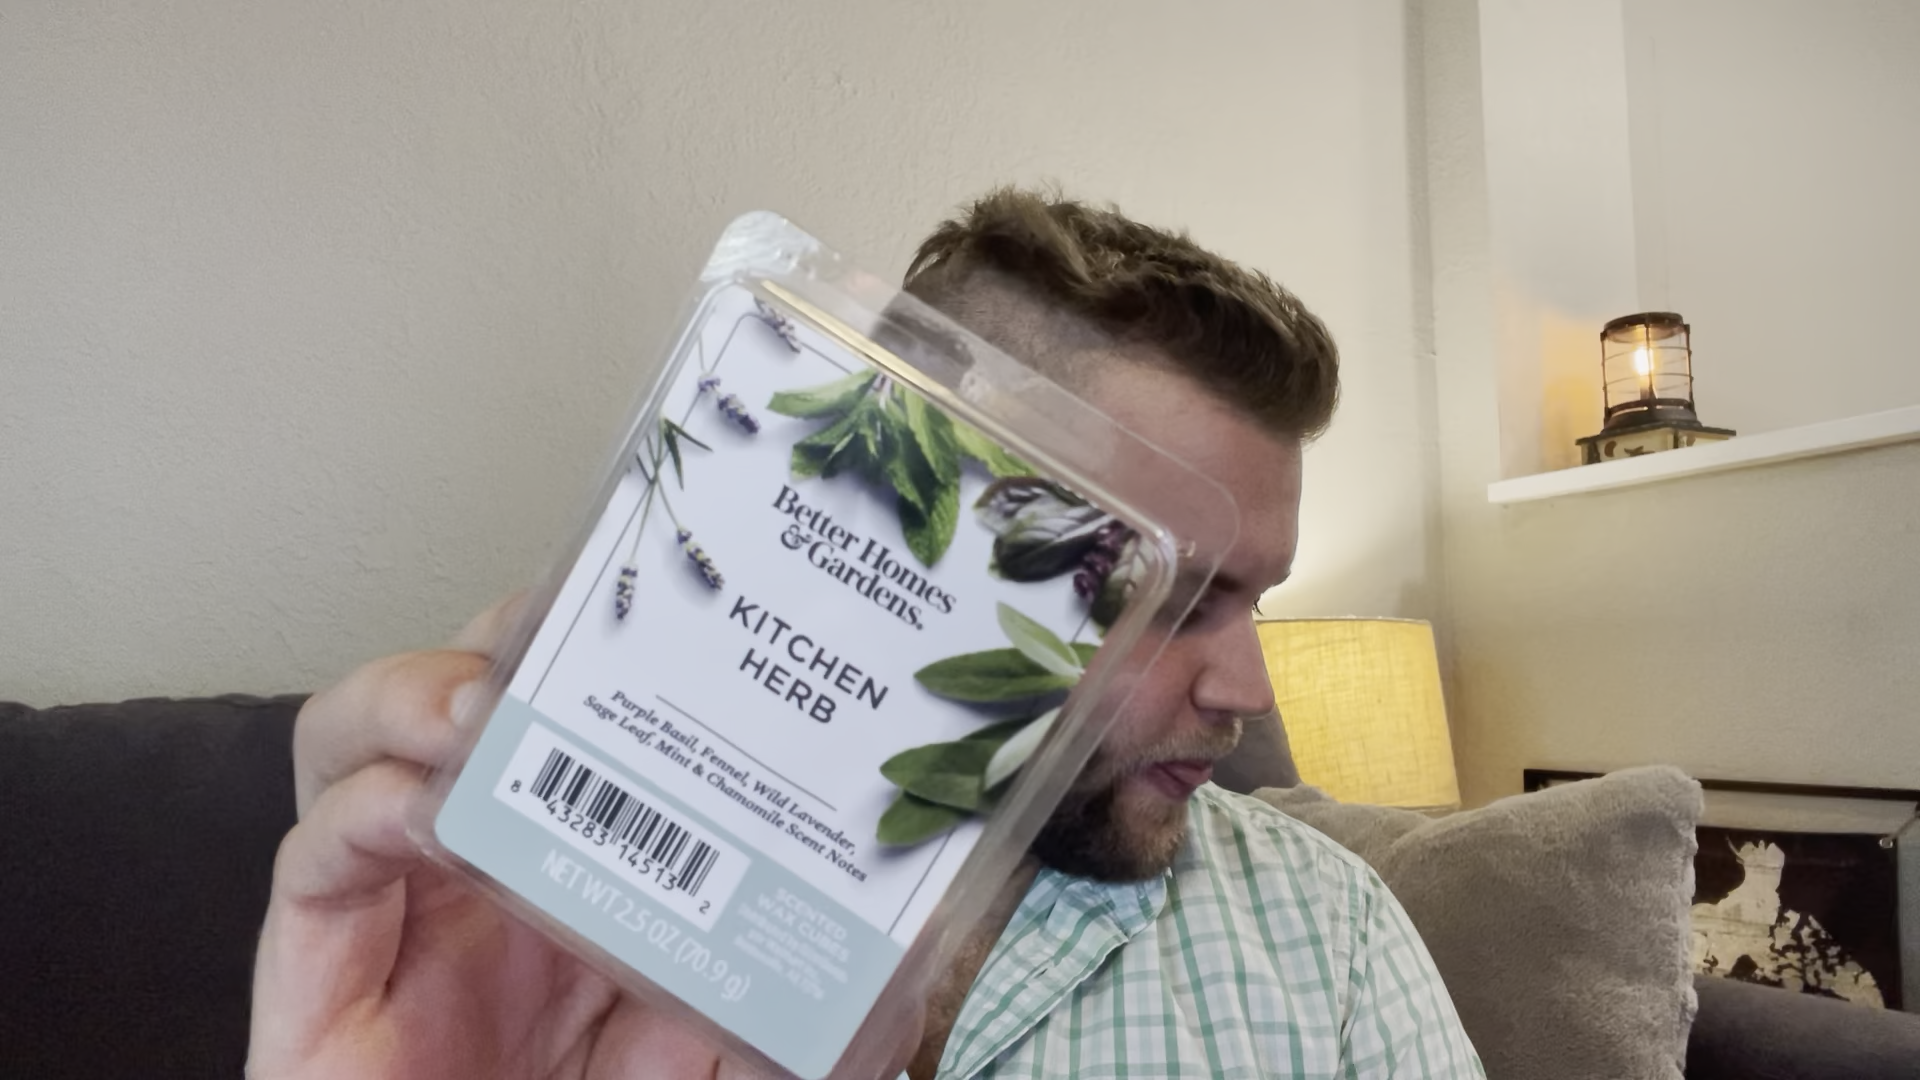 Better Homes
& Gardens.
KITCHEN
HERB
Purple Basil, Fennel, Wild Lavender,
Sage Leaf, Mint & Chamomile Scent Notes
8 43283 14513 2
NET WT 2.5 OZ (70.9 g)
SCENTED
WAX CUBES